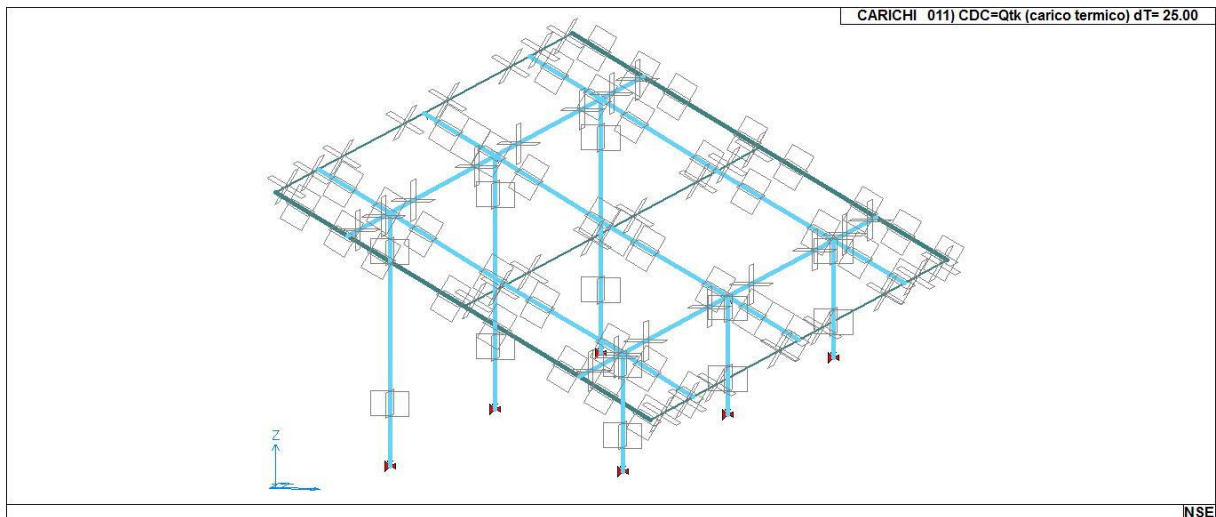 CARICHI 011) CDC=Qtk (carico termico) dT= 25.00
Z
NSE